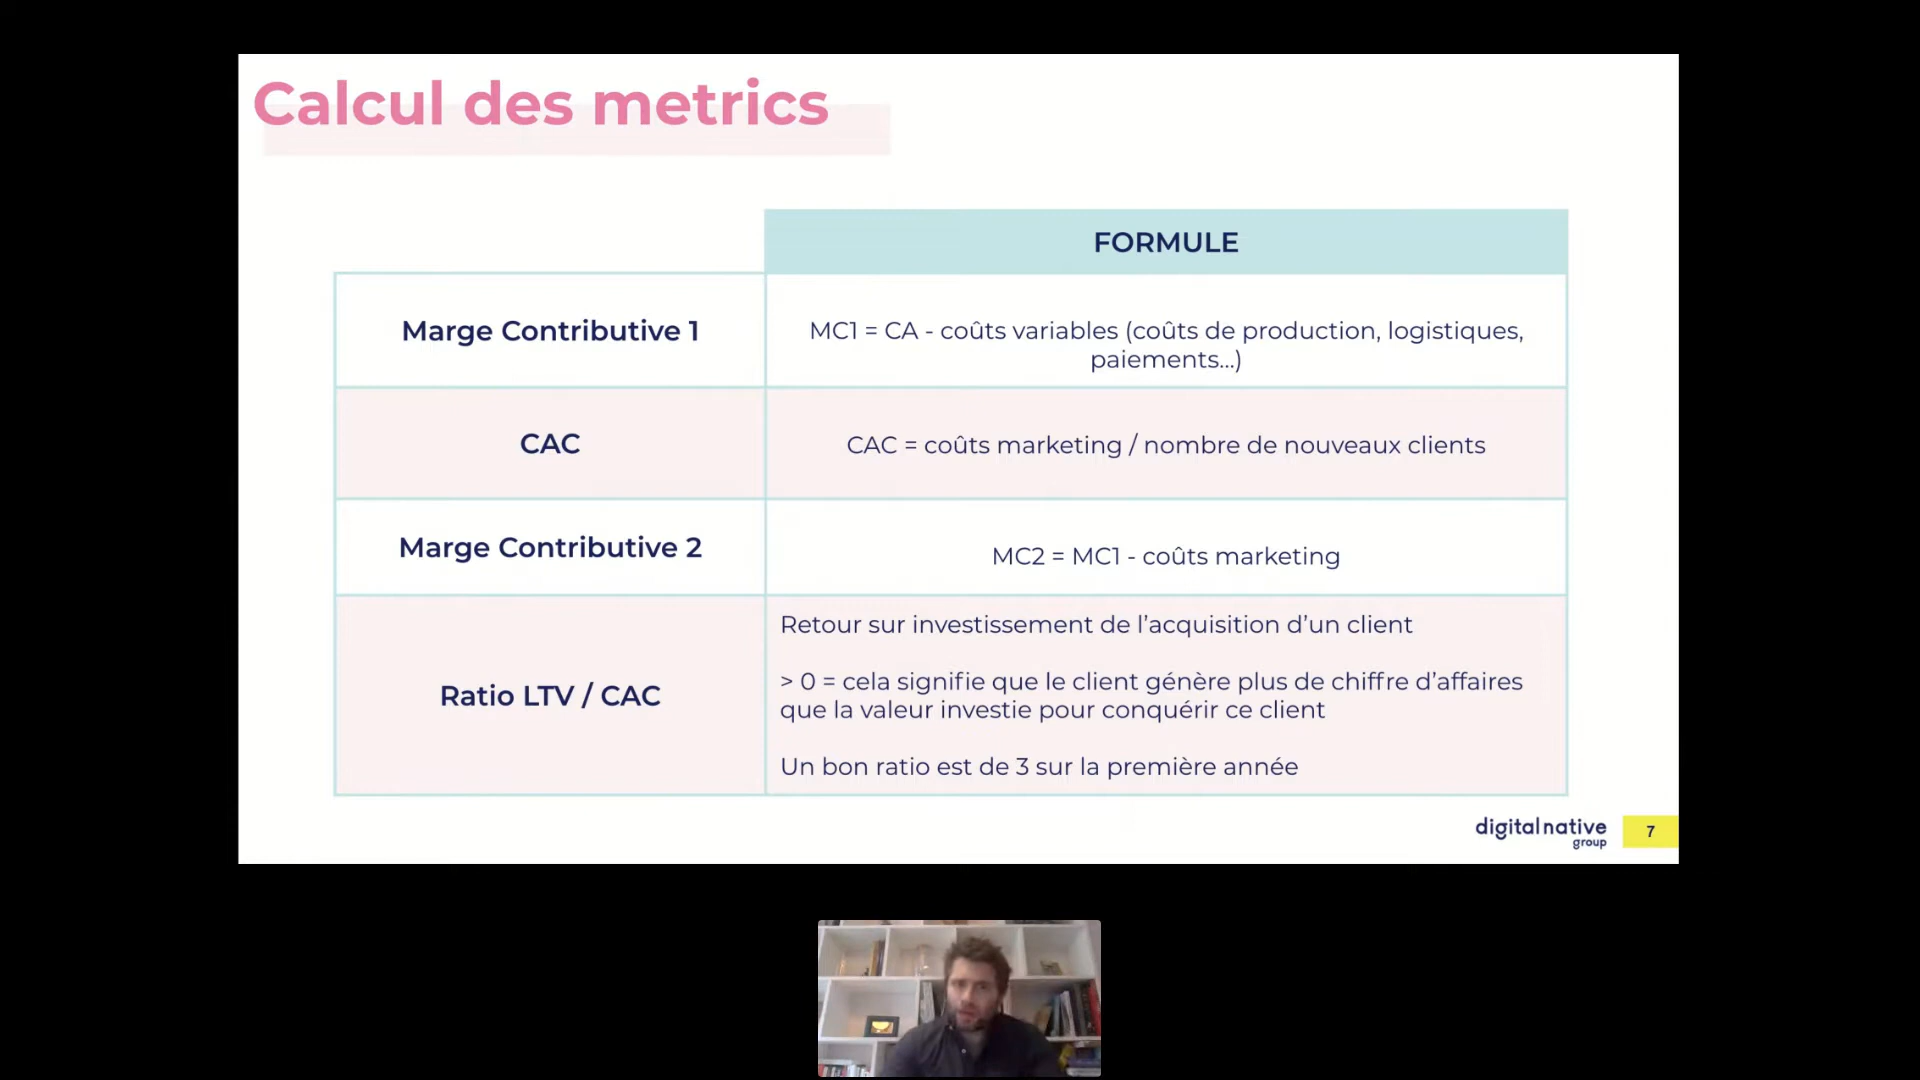 Calcul des metrics
FORMULE
Marge Contributive 1
MC1 = CA - coûts variables (coûts de production, logistiques,
paiements...)
CAC
CAC = coûts marketing / nombre de nouveaux clients
Marge Contributive 2
MC2 = MC1 - coûts marketing
Ratio LTV / CAC
Retour sur investissement de l’acquisition d’un client
> 0 = cela signifie que le client génère plus de chiffre d’affaires
que la valeur investie pour conquérir ce client
Un bon ratio est de 3 sur la première année
digital native
group
7